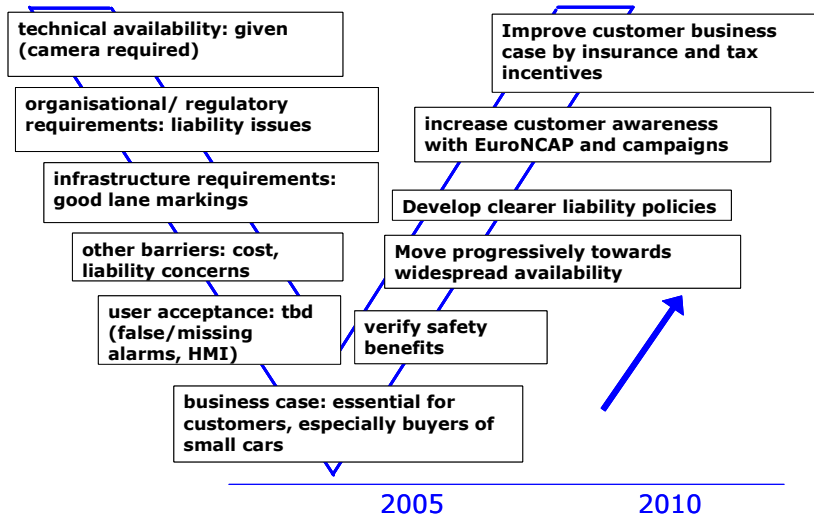 technical availability: given
(camera required)
organisational/ regulatory
requirements: liability issues
infrastructure requirements:
good lane markings
other barriers: cost,
liability concerns
user acceptance: tbd
(false/missing
alarms, HMI)
business case: essential for
customers, especially buyers of
small cars
verify safety
benefits
Move progressively towards
widespread availability
Develop clearer liability policies
increase customer awareness
with EuroNCAP and campaigns
Improve customer business
case by insurance and tax
incentives
2005
2010